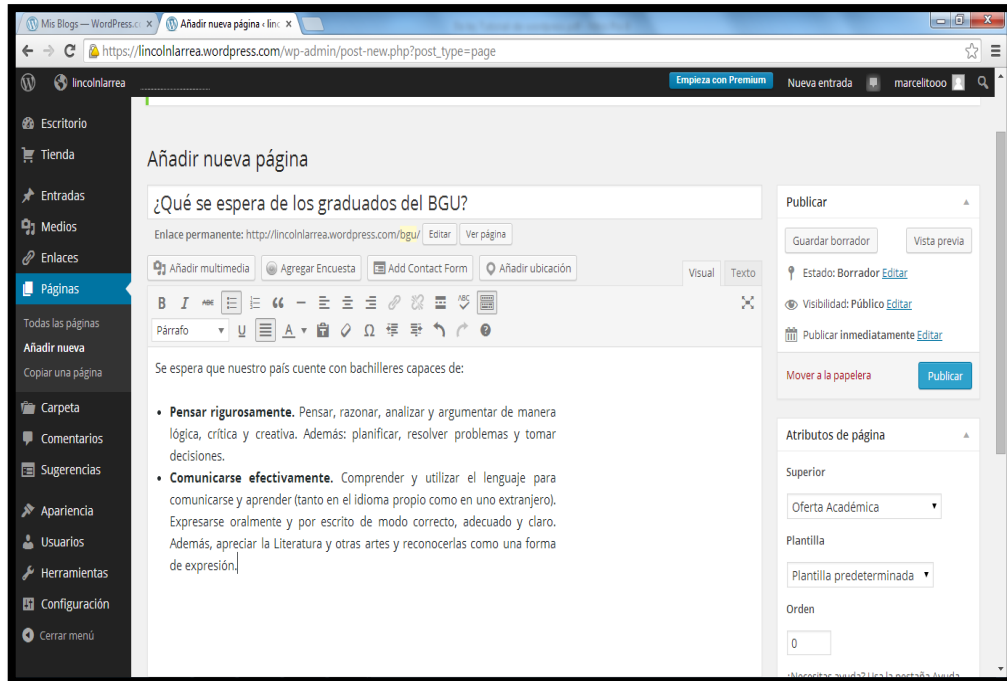 Mis Blogs — WordPress.c
Añadir nueva página ‹ linc
https://lincolnlarrea.wordpress.com/wp-admin/post-new.php?post_type=page
lincolnlarrea
Empieza con Premium
Nueva entrada
marcelitooo
Escritorio
Tienda
Entradas
Medios
Enlaces
Páginas
Todas las páginas
Añadir nueva
Copiar una página
Carpeta
Comentarios
Sugerencias
Apariencia
Usuarios
Herramientas
Configuración
Cerrar menú
Añadir nueva página
¿Qué se espera de los graduados del BGU?
Enlace permanente: http://lincolnlarrea.wordpress.com/bgu/ Editar Ver página
Añadir multimedia Agregar Encuesta Add Contact Form Añadir ubicación
Visual Texto
B I ABC ABC
Párrafo U A T Ω ?
Se espera que nuestro país cuente con bachilleres capaces de:
• Pensar rigurosamente. Pensar, razonar, analizar y argumentar de manera
lógica, crítica y creativa. Además: planificar, resolver problemas y tomar
decisiones.
• Comunicarse efectivamente. Comprender y utilizar el lenguaje para
comunicarse y aprender (tanto en el idioma propio como en uno extranjero).
Expresarse oralmente y por escrito de modo correcto, adecuado y claro.
Además, apreciar la Literatura y otras artes y reconocerlas como una forma
de expresión.
Publicar
Guardar borrador Vista previa
Estado: Borrador Editar
Visibilidad: Público Editar
Publicar inmediatamente Editar
Mover a la papelera Publicar
Atributos de página
Superior
Oferta Académica
Plantilla
Plantilla predeterminada
Orden
0
¿Necesitas ayuda? Usa la pestaña Ayuda